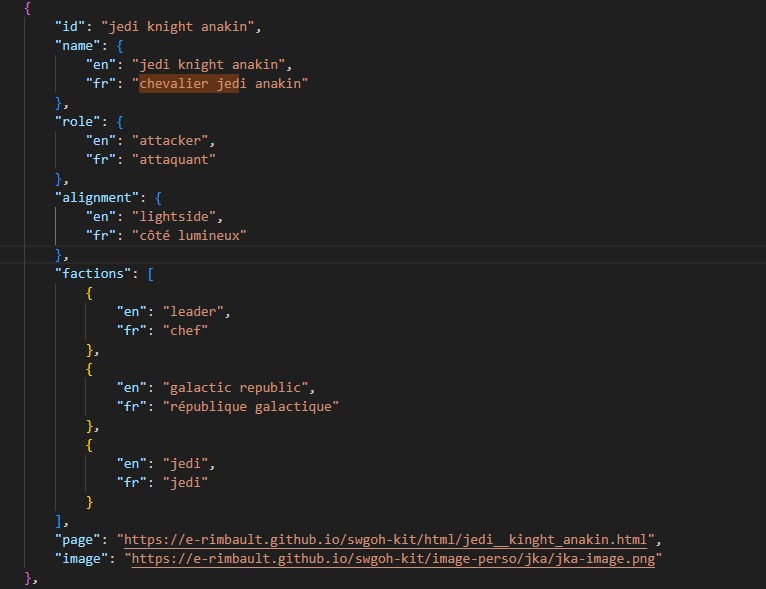 {
"id": "jedi knight anakin",
"name": {
"en": "jedi knight anakin",
"fr": "chevalier jedi anakin"
},
"role": {
"en": "attacker",
"fr": "attaquant"
},
"alignment": {
"en": "lightside",
"fr": "côté lumineux"
},
"factions": [
{
"en": "leader",
"fr": "chef"
},
{
"en": "galactic republic",
"fr": "république galactique"
},
{
"en": "jedi",
"fr": "jedi"
}
],
"page": "https://e-rimbault.github.io/swgoh-kit/html/jedi__kinght_anakin.html",
"image": "https://e-rimbault.github.io/swgoh-kit/image-perso/jka/jka-image.png"
},